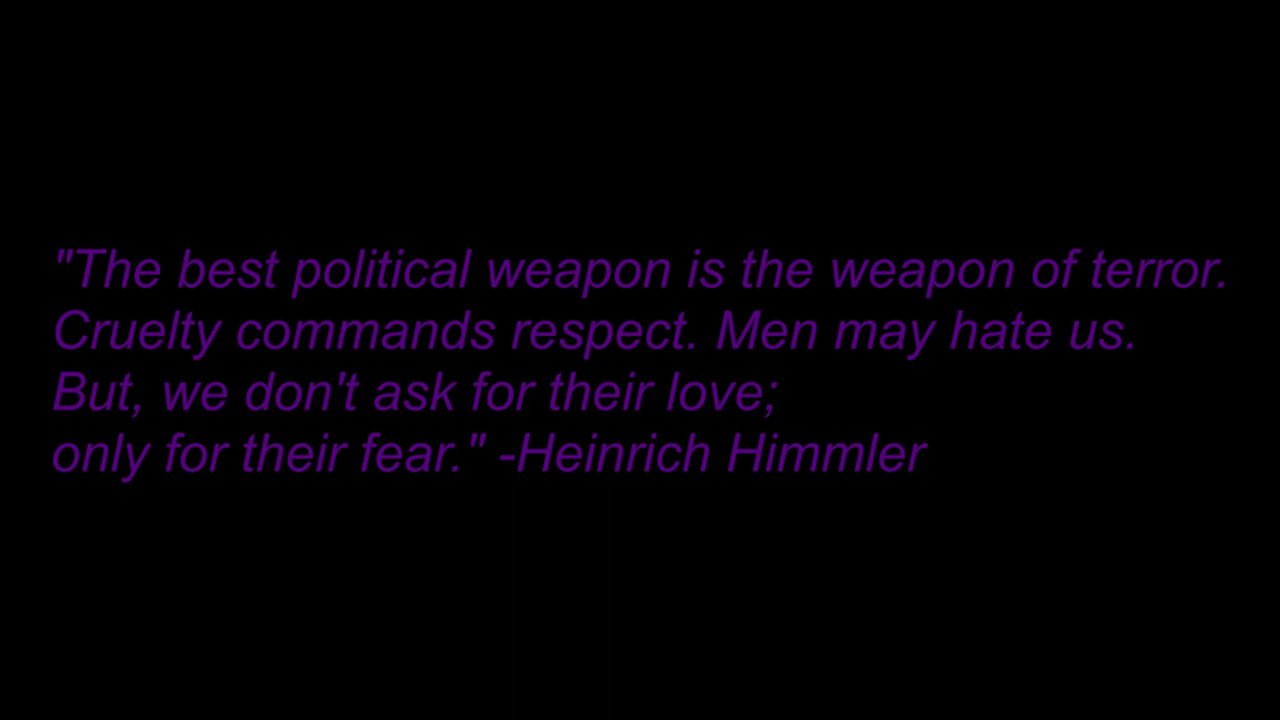 "The best political weapon is the weapon of terror.
Cruelty commands respect. Men may hate us.
But, we don't ask for their love;
only for their fear." -Heinrich Himmler